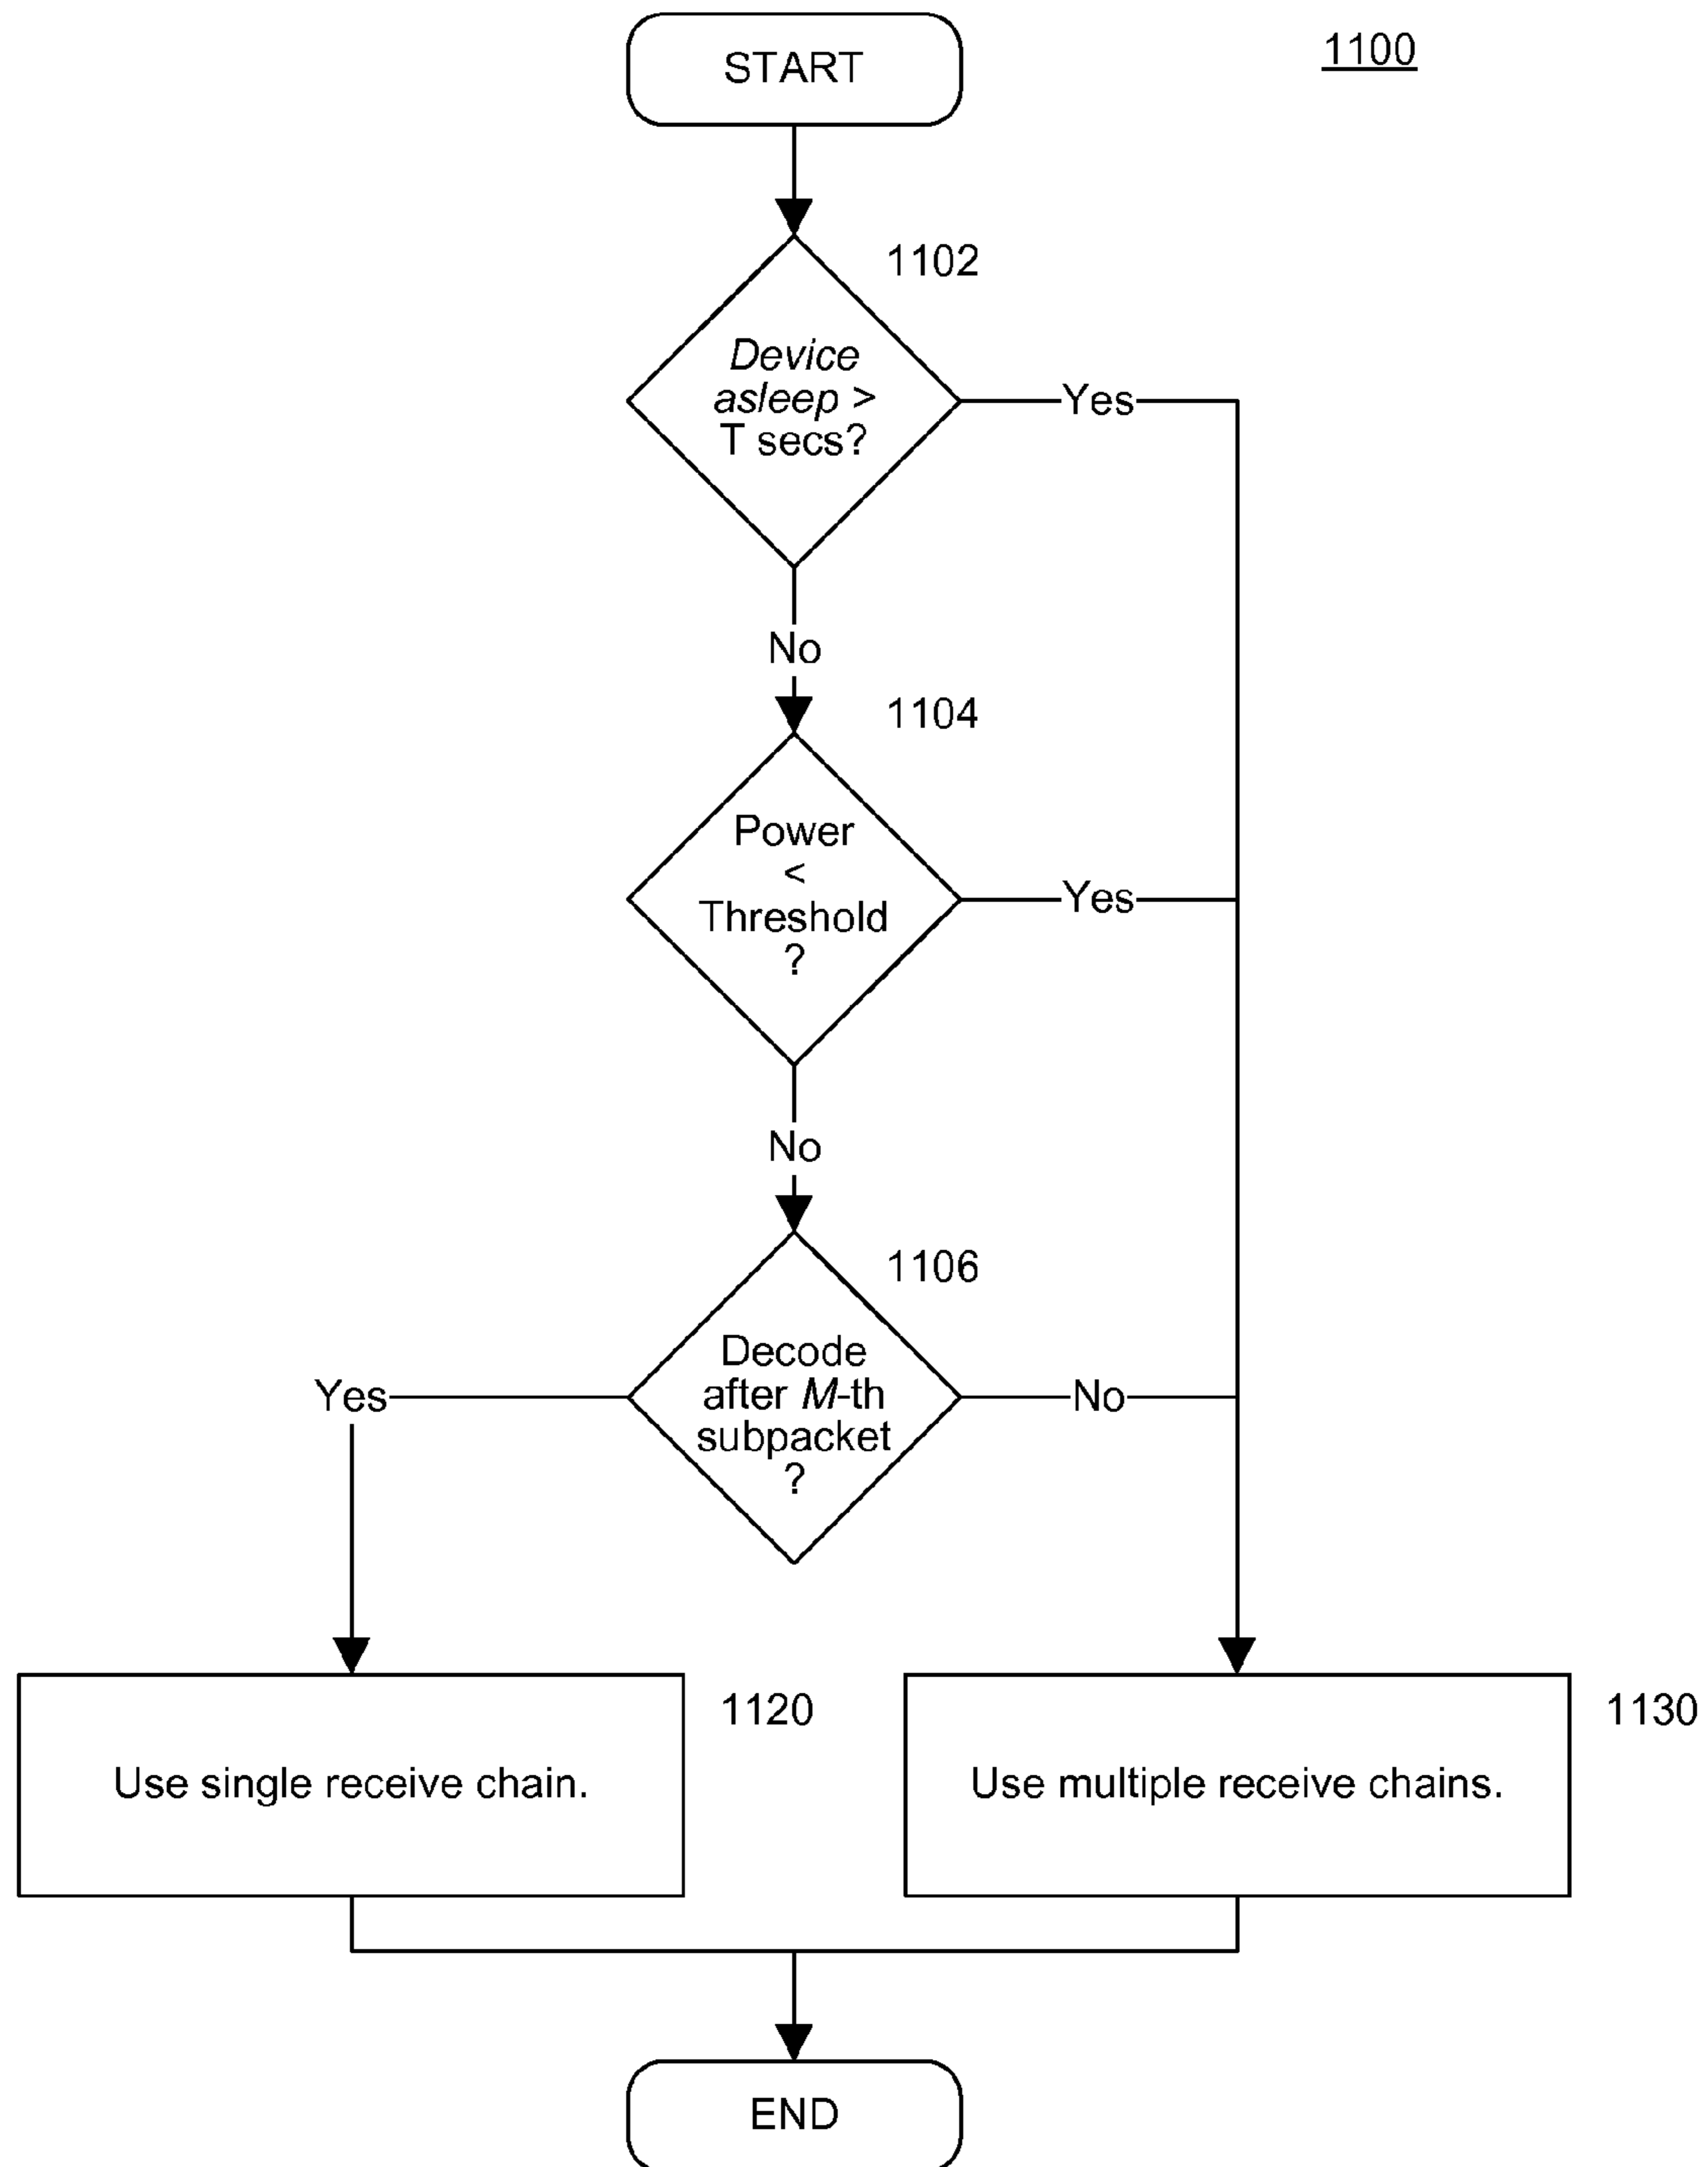 START
1100
1102
Device
asleep >
T secs?
Yes
No
1104
Power
<
Threshold
?
Yes
No
1106
Decode
after M-th
subpacket
?
Yes
No
1120
Use single receive chain.
1130
Use multiple receive chains.
END